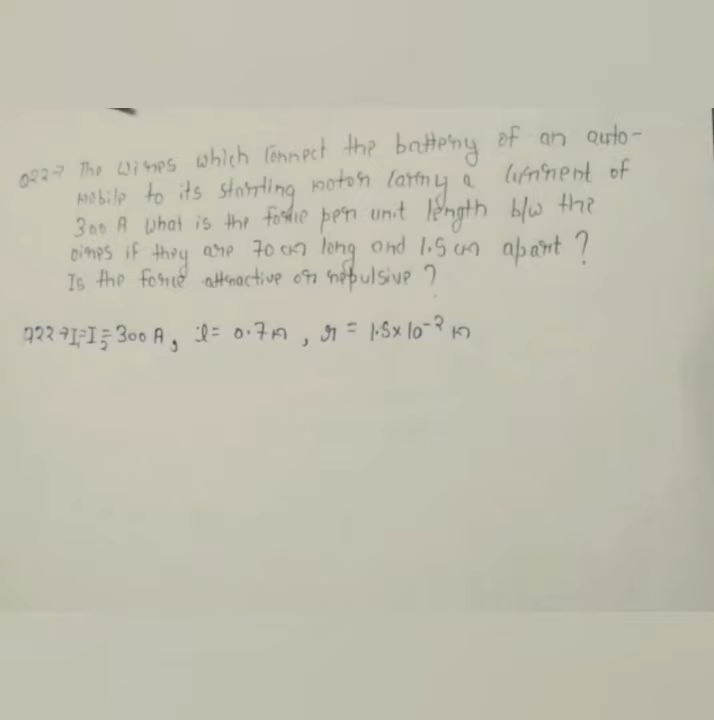 Q22→ The wires which connect the battery of an auto-
mobile to its starting motor carry a current of
300 A what is the force per unit length b/w the
wires if they are 70 cm long and 1.5 cm apart ?
Is the force attractive or repulsive ?
A22→ I₁=I₂=300 A, l= 0.7m , r = 1.5×10⁻² m